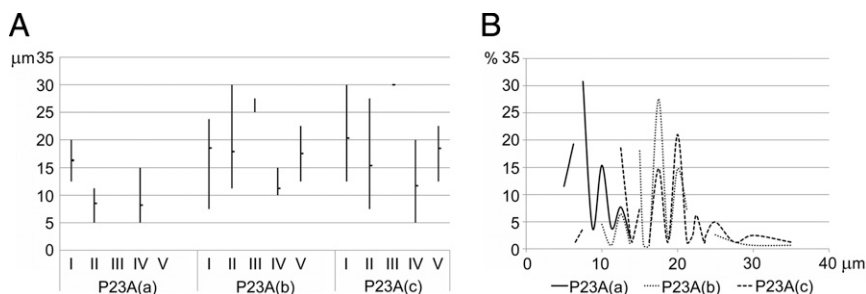 A
μm
35
30
25
20
15
10
5
0
I II III IV V I II III IV V I II III IV V
P23A(a) P23A(b) P23A(c)
B
% 35
30
25
20
15
10
5
0
0 10 20 30 40 μm
P23A(a) P23A(b) P23A(c)